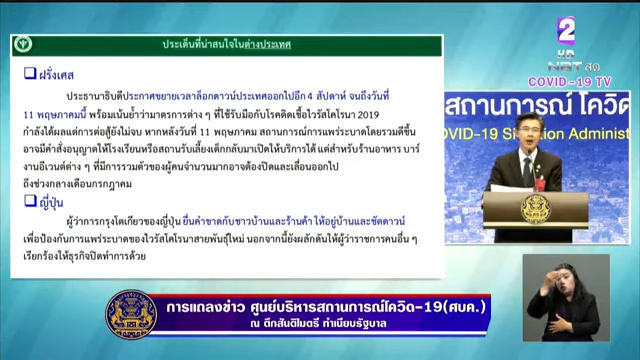 ประเด็นที่น่าสนใจในต่างประเทศ
ฝรั่งเศส
ประธานาธิบดีประกาศขยายเวลาล็อกดาวน์ประเทศออกไปอีก 4 สัปดาห์ จนถึงวันที่
11 พฤษภาคมนี้ พร้อมเน้นย้ำว่ามาตรการต่าง ๆ ที่ใช้รับมือกับโรคติดเชื้อไวรัสโคโรนา 2019
กำลังได้ผลแต่การต่อสู้ยังไม่จบ หากหลังวันที่ 11 พฤษภาคม สถานการณ์การแพร่ระบาดโดยรวมดีขึ้น
อาจมีคำสั่งอนุญาตให้โรงเรียนหรือสถานรับเลี้ยงเด็กกลับมาเปิดให้บริการได้ แต่สำหรับร้านอาหาร บาร์
งานอีเวนต์ต่าง ๆ ที่มีการรวมตัวของผู้คนจำนวนมากอาจต้องปิดและเลื่อนออกไป
ถึงช่วงกลางเดือนกรกฎาคม
ญี่ปุ่น
ผู้ว่าการกรุงโตเกียวของญี่ปุ่น ยื่นคำขาดกับชาวบ้านและร้านค้า ให้อยู่บ้านและชัตดาวน์
เพื่อป้องกันการแพร่ระบาดของไวรัสโคโรนาสายพันธุ์ใหม่ นอกจากนี้ยังผลักดันให้ผู้ว่าราชการคนอื่น ๆ
เรียกร้องให้ธุรกิจปิดทำการด้วย
2
HD
NBT สด
COVID-19 TV
สถานการณ์ โควิด
OVID-19 Si ation Administ
การแถลงข่าว ศูนย์บริหารสถานการณ์โควิด-19(ศบค.)
ณ ตึกสันติไมตรี ทำเนียบรัฐบาล